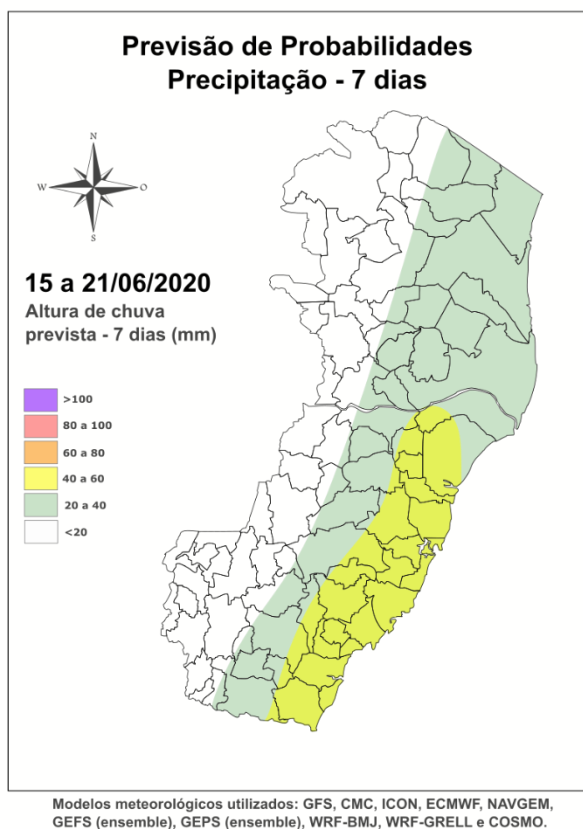 Previsão de Probabilidades
Precipitação - 7 dias
N
W
O
S
15 a 21/06/2020
Altura de chuva
prevista - 7 dias (mm)
>100
80 a 100
60 a 80
40 a 60
20 a 40
<20
Modelos meteorológicos utilizados: GFS, CMC, ICON, ECMWF, NAVGEM,
GEFS (ensemble), GEPS (ensemble), WRF-BMJ, WRF-GRELL e COSMO.